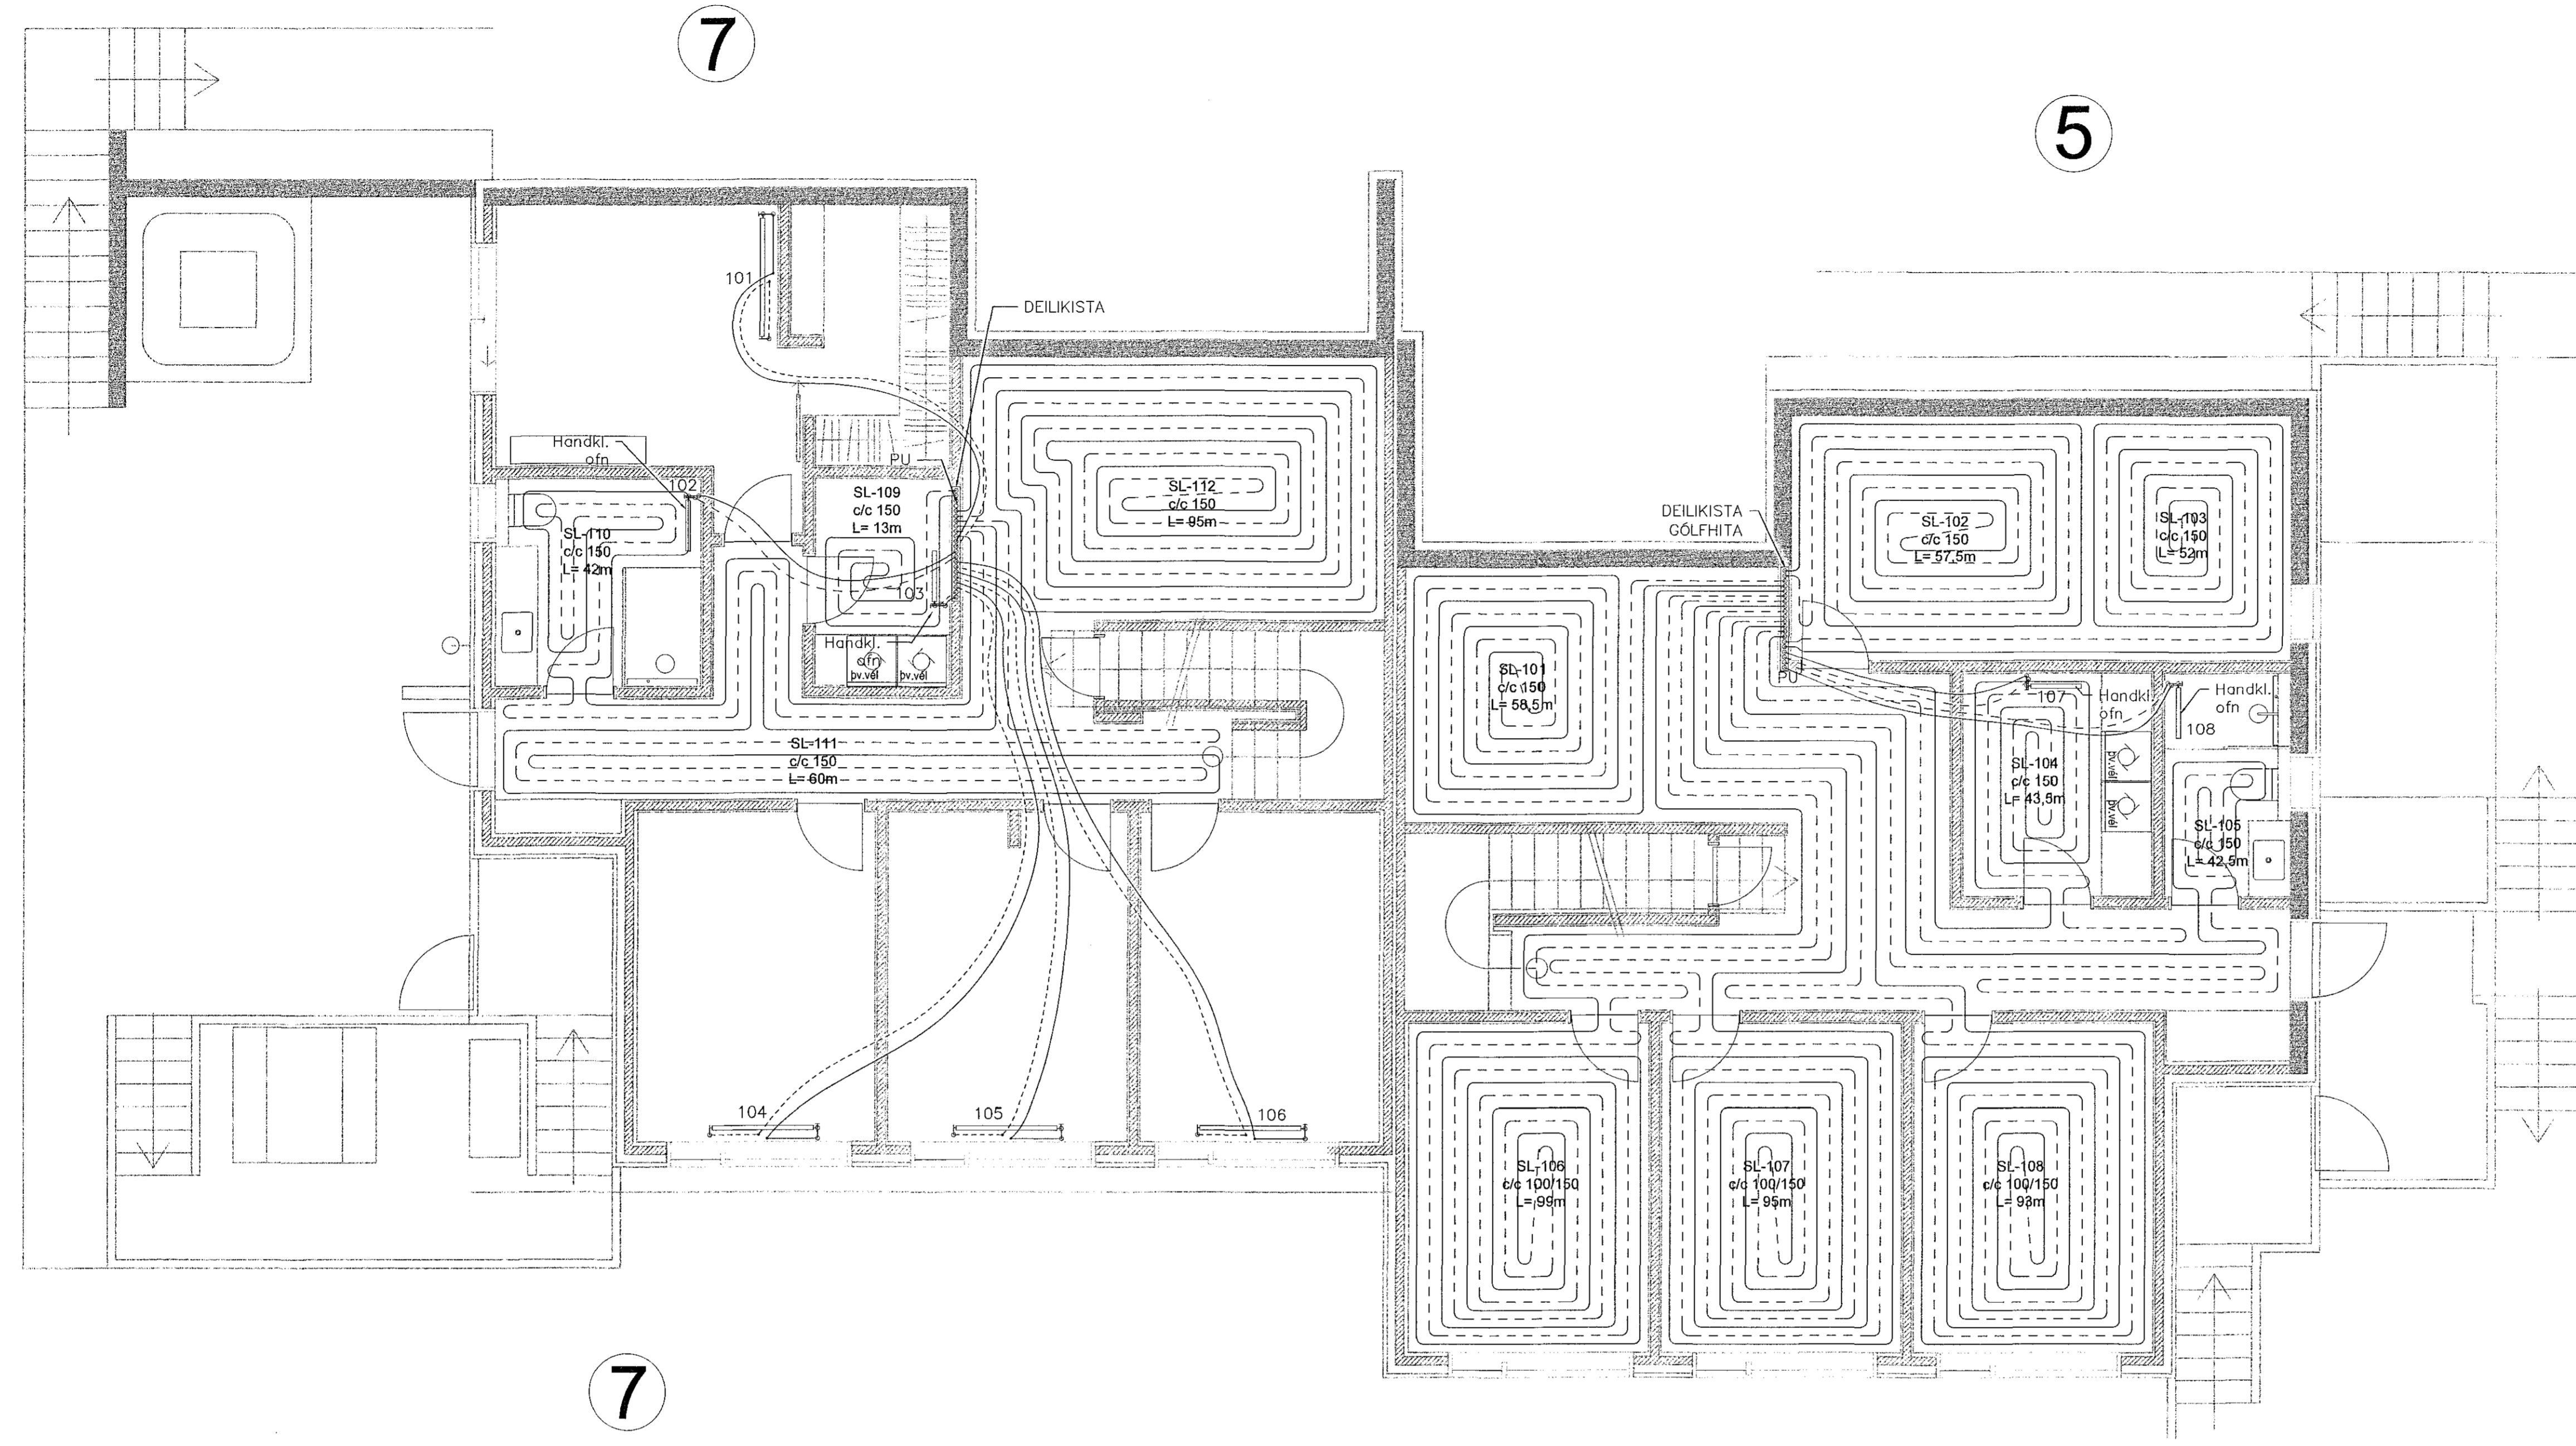 7
5
101
DEILIKISTA
Handkl.
ofn
102
PU
SL-109
c/c 150
L= 13m
SL-110
c/c 150
L= 42m
103
Handkl.
ofn
þv.vél
þv.vél
SL-112
c/c 150
L= 95m
SL-111
c/c 150
L= 60m
104
105
106
DEILIKISTA
GÓLFHITA
SL-102
c/c 150
L= 57,5m
SL-103
c/c 150
L= 52m
SL-101
c/c 150
L= 58,5m
PU
107
Handkl.
ofn
Handkl.
ofn
108
SL-104
c/c 150
L= 43,5m
þv.vél
þv.vél
SL-105
c/c 150
L= 42,5m
SL-106
c/c 100/150
L= 99m
SL-107
c/c 100/150
L= 95m
SL-108
c/c 100/150
L= 93m
7